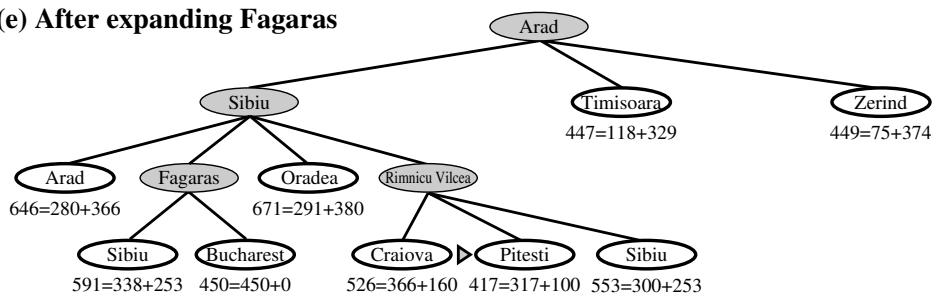 (e) After expanding Fagaras
Arad
Sibiu Timisoara Zerind
447=118+329 449=75+374
Arad Fagaras Oradea Rimnicu Vilcea
646=280+366 671=291+380
Sibiu Bucharest Craiova Pitesti Sibiu
591=338+253 450=450+0 526=366+160 417=317+100 553=300+253